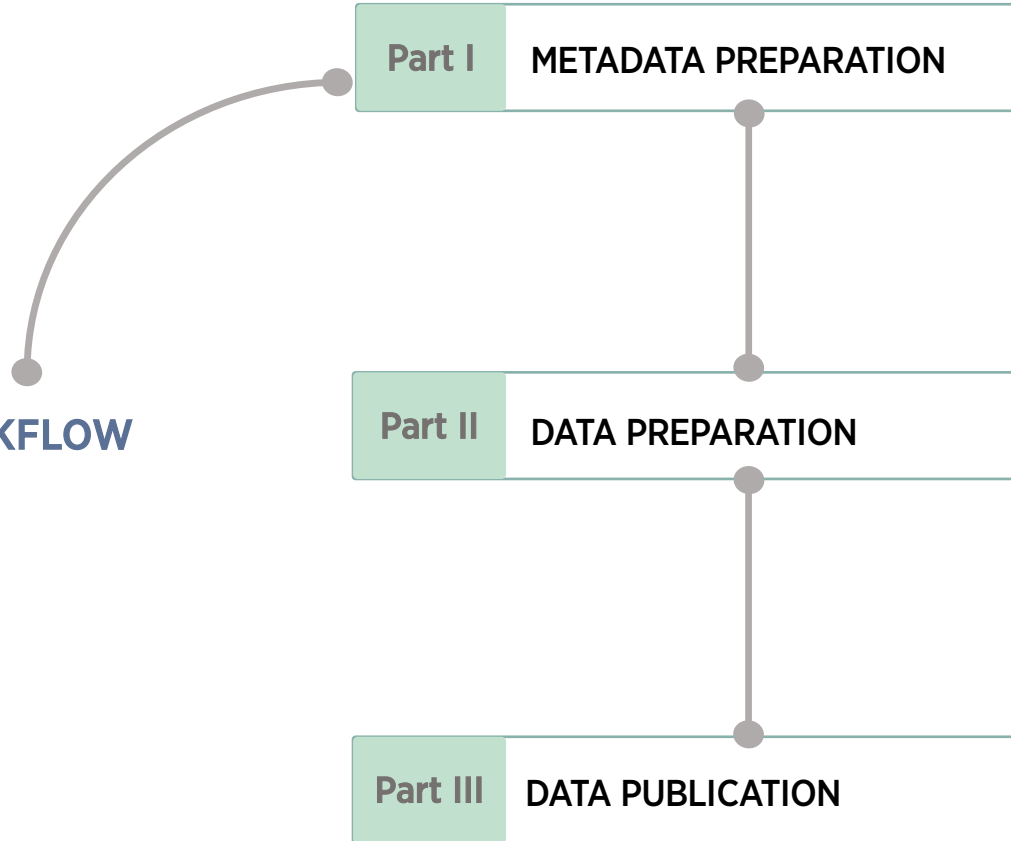 Part I METADATA PREPARATION
KFLOW
Part II DATA PREPARATION
Part III DATA PUBLICATION